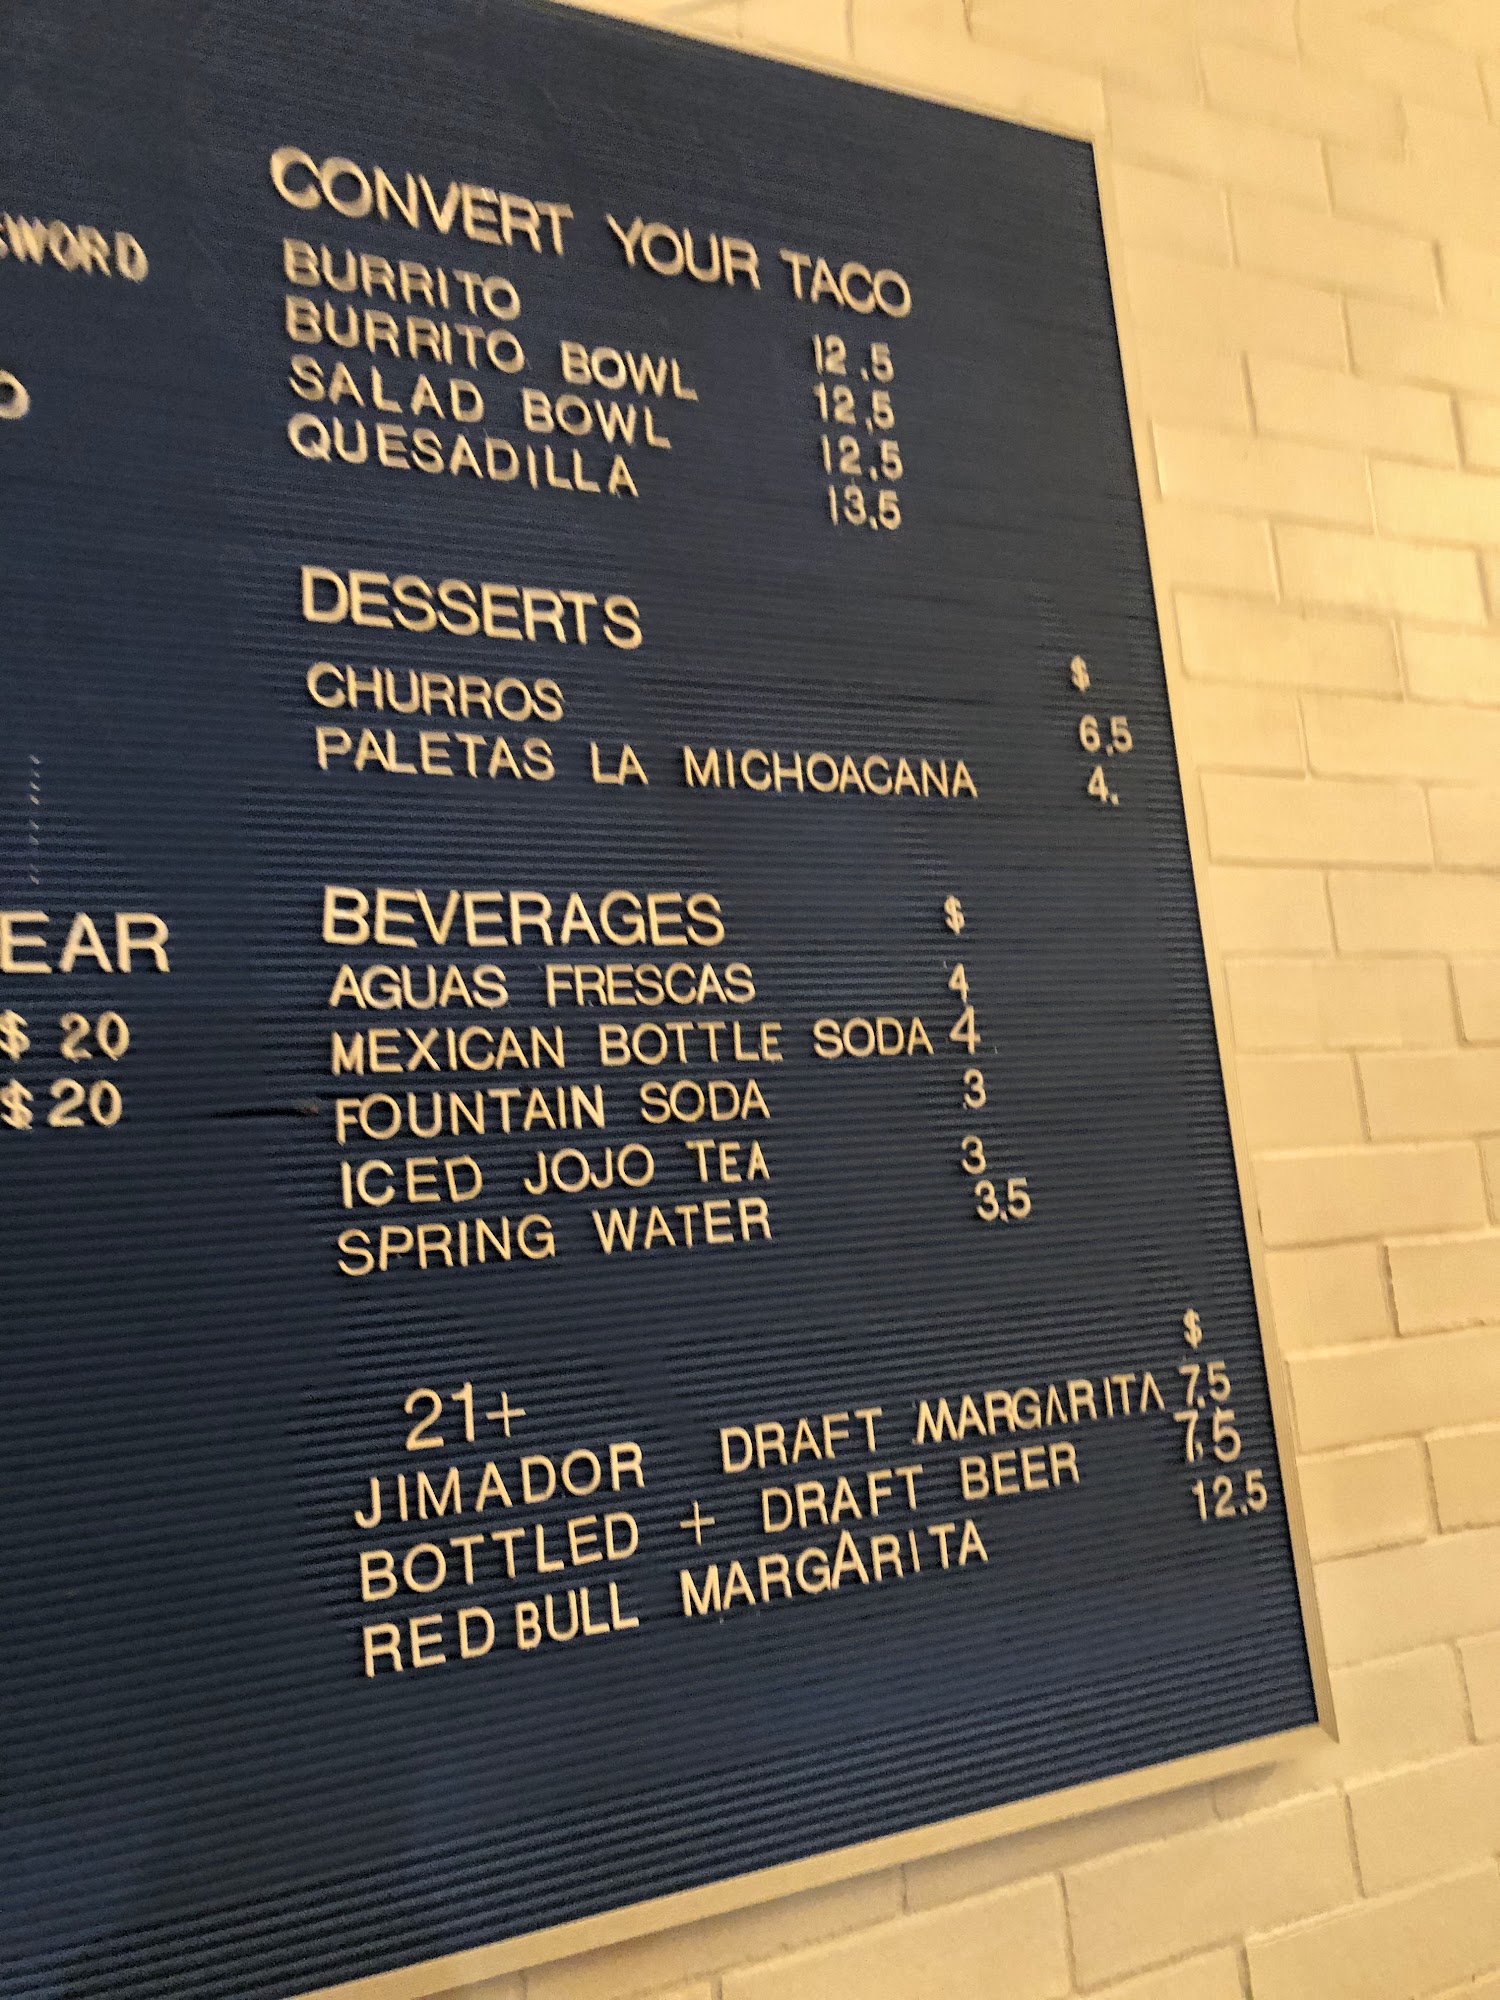 CONVERT YOUR TACO
BURRITO 12.5
BURRITO BOWL 12.5
SALAD BOWL 12.5
QUESADILLA 13.5
DESSERTS $
CHURROS 6.5
PALETAS LA MICHOACANA 4.
BEVERAGES $
AGUAS FRESCAS 4
MEXICAN BOTTLE SODA 4
FOUNTAIN SODA 3
ICED JOJO TEA 3
SPRING WATER 3.5
21+ $
JIMADOR DRAFT MARGARITA 7.5
BOTTLED + DRAFT BEER 7.5
RED BULL MARGARITA 12.5
EAR
$ 20
$ 20